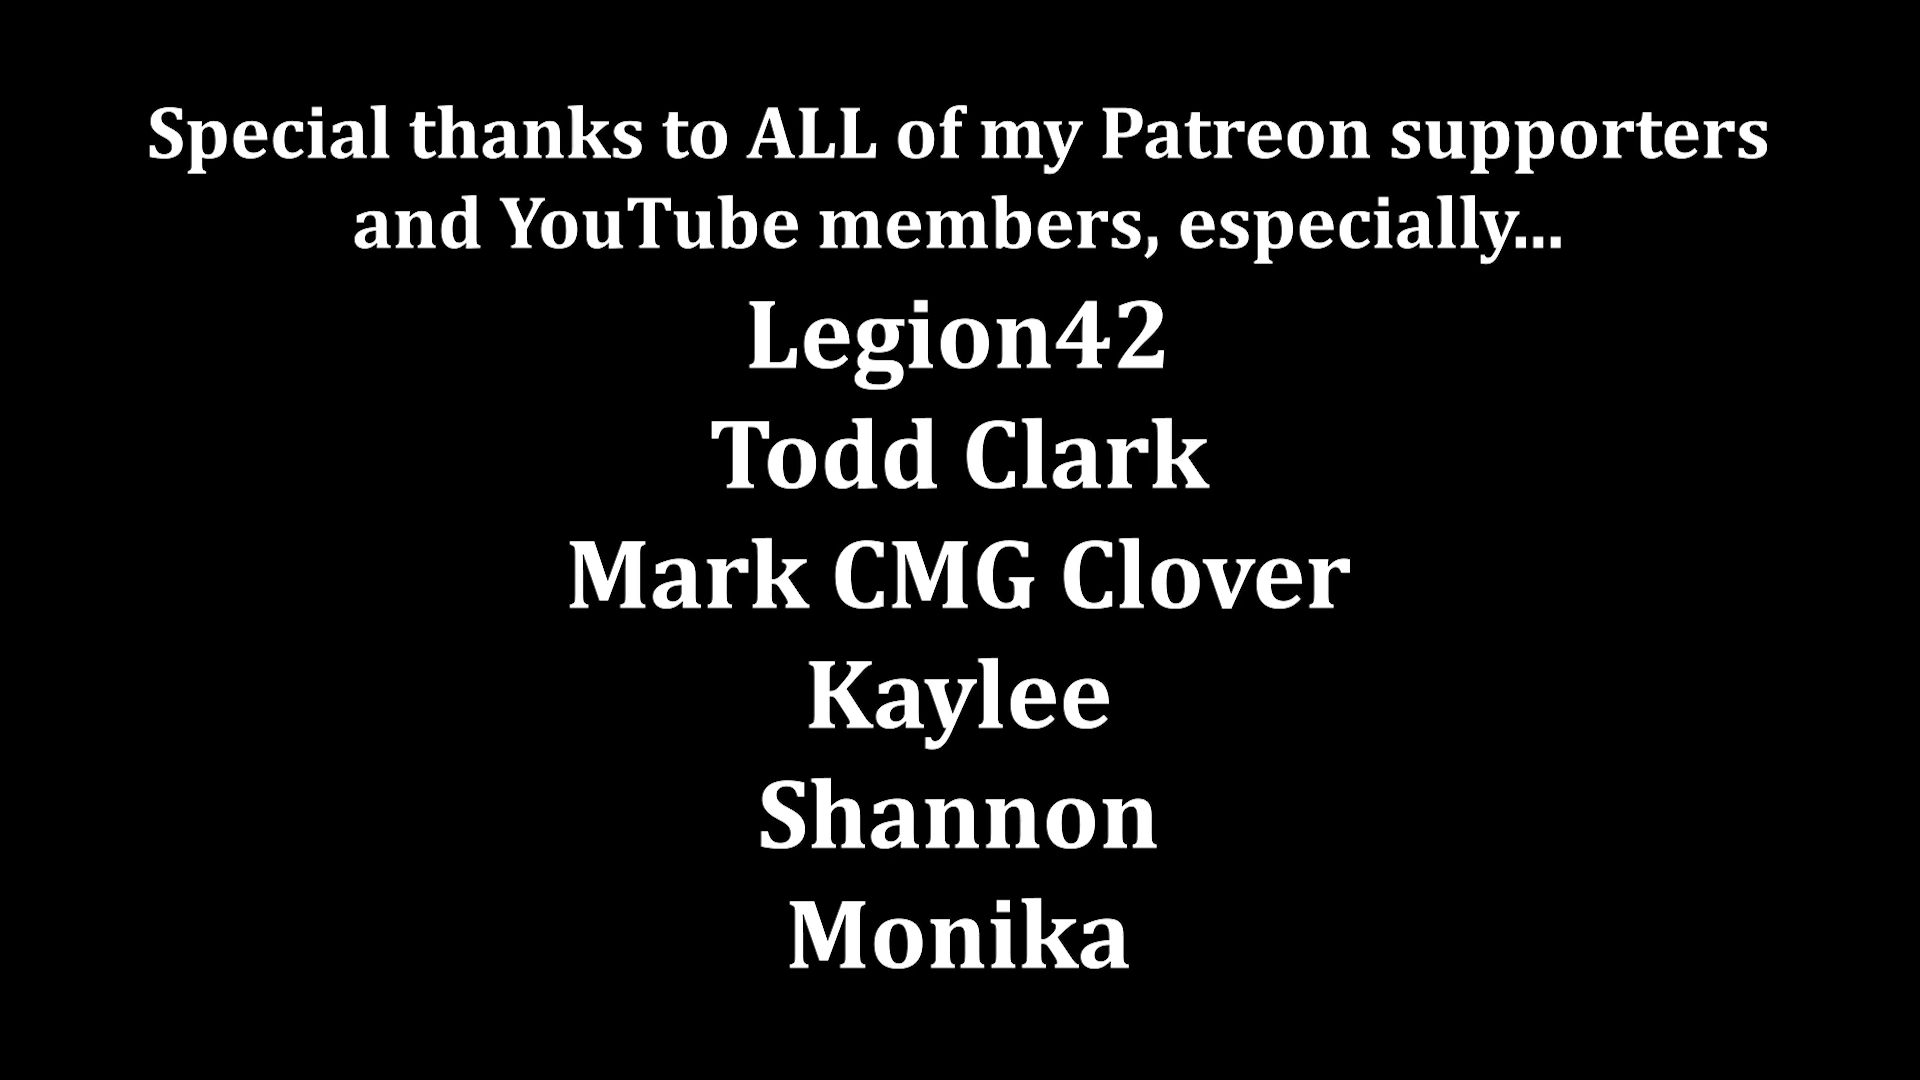 Special thanks to ALL of my Patreon supporters
and YouTube members, especially...
Legion42
Todd Clark
Mark CMG Clover
Kaylee
Shannon
Monika